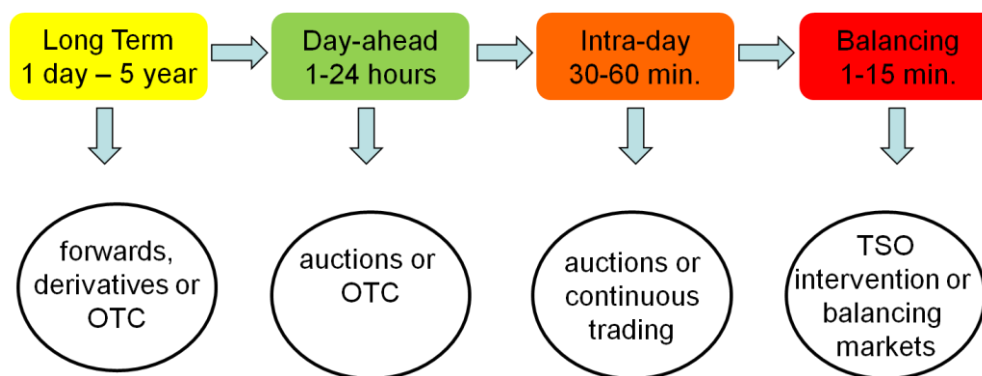 Long Term
1 day – 5 year
Day-ahead
1-24 hours
Intra-day
30-60 min.
Balancing
1-15 min.
forwards,
derivatives or
OTC
auctions or
OTC
auctions or
continuous
trading
TSO
intervention or
balancing
markets